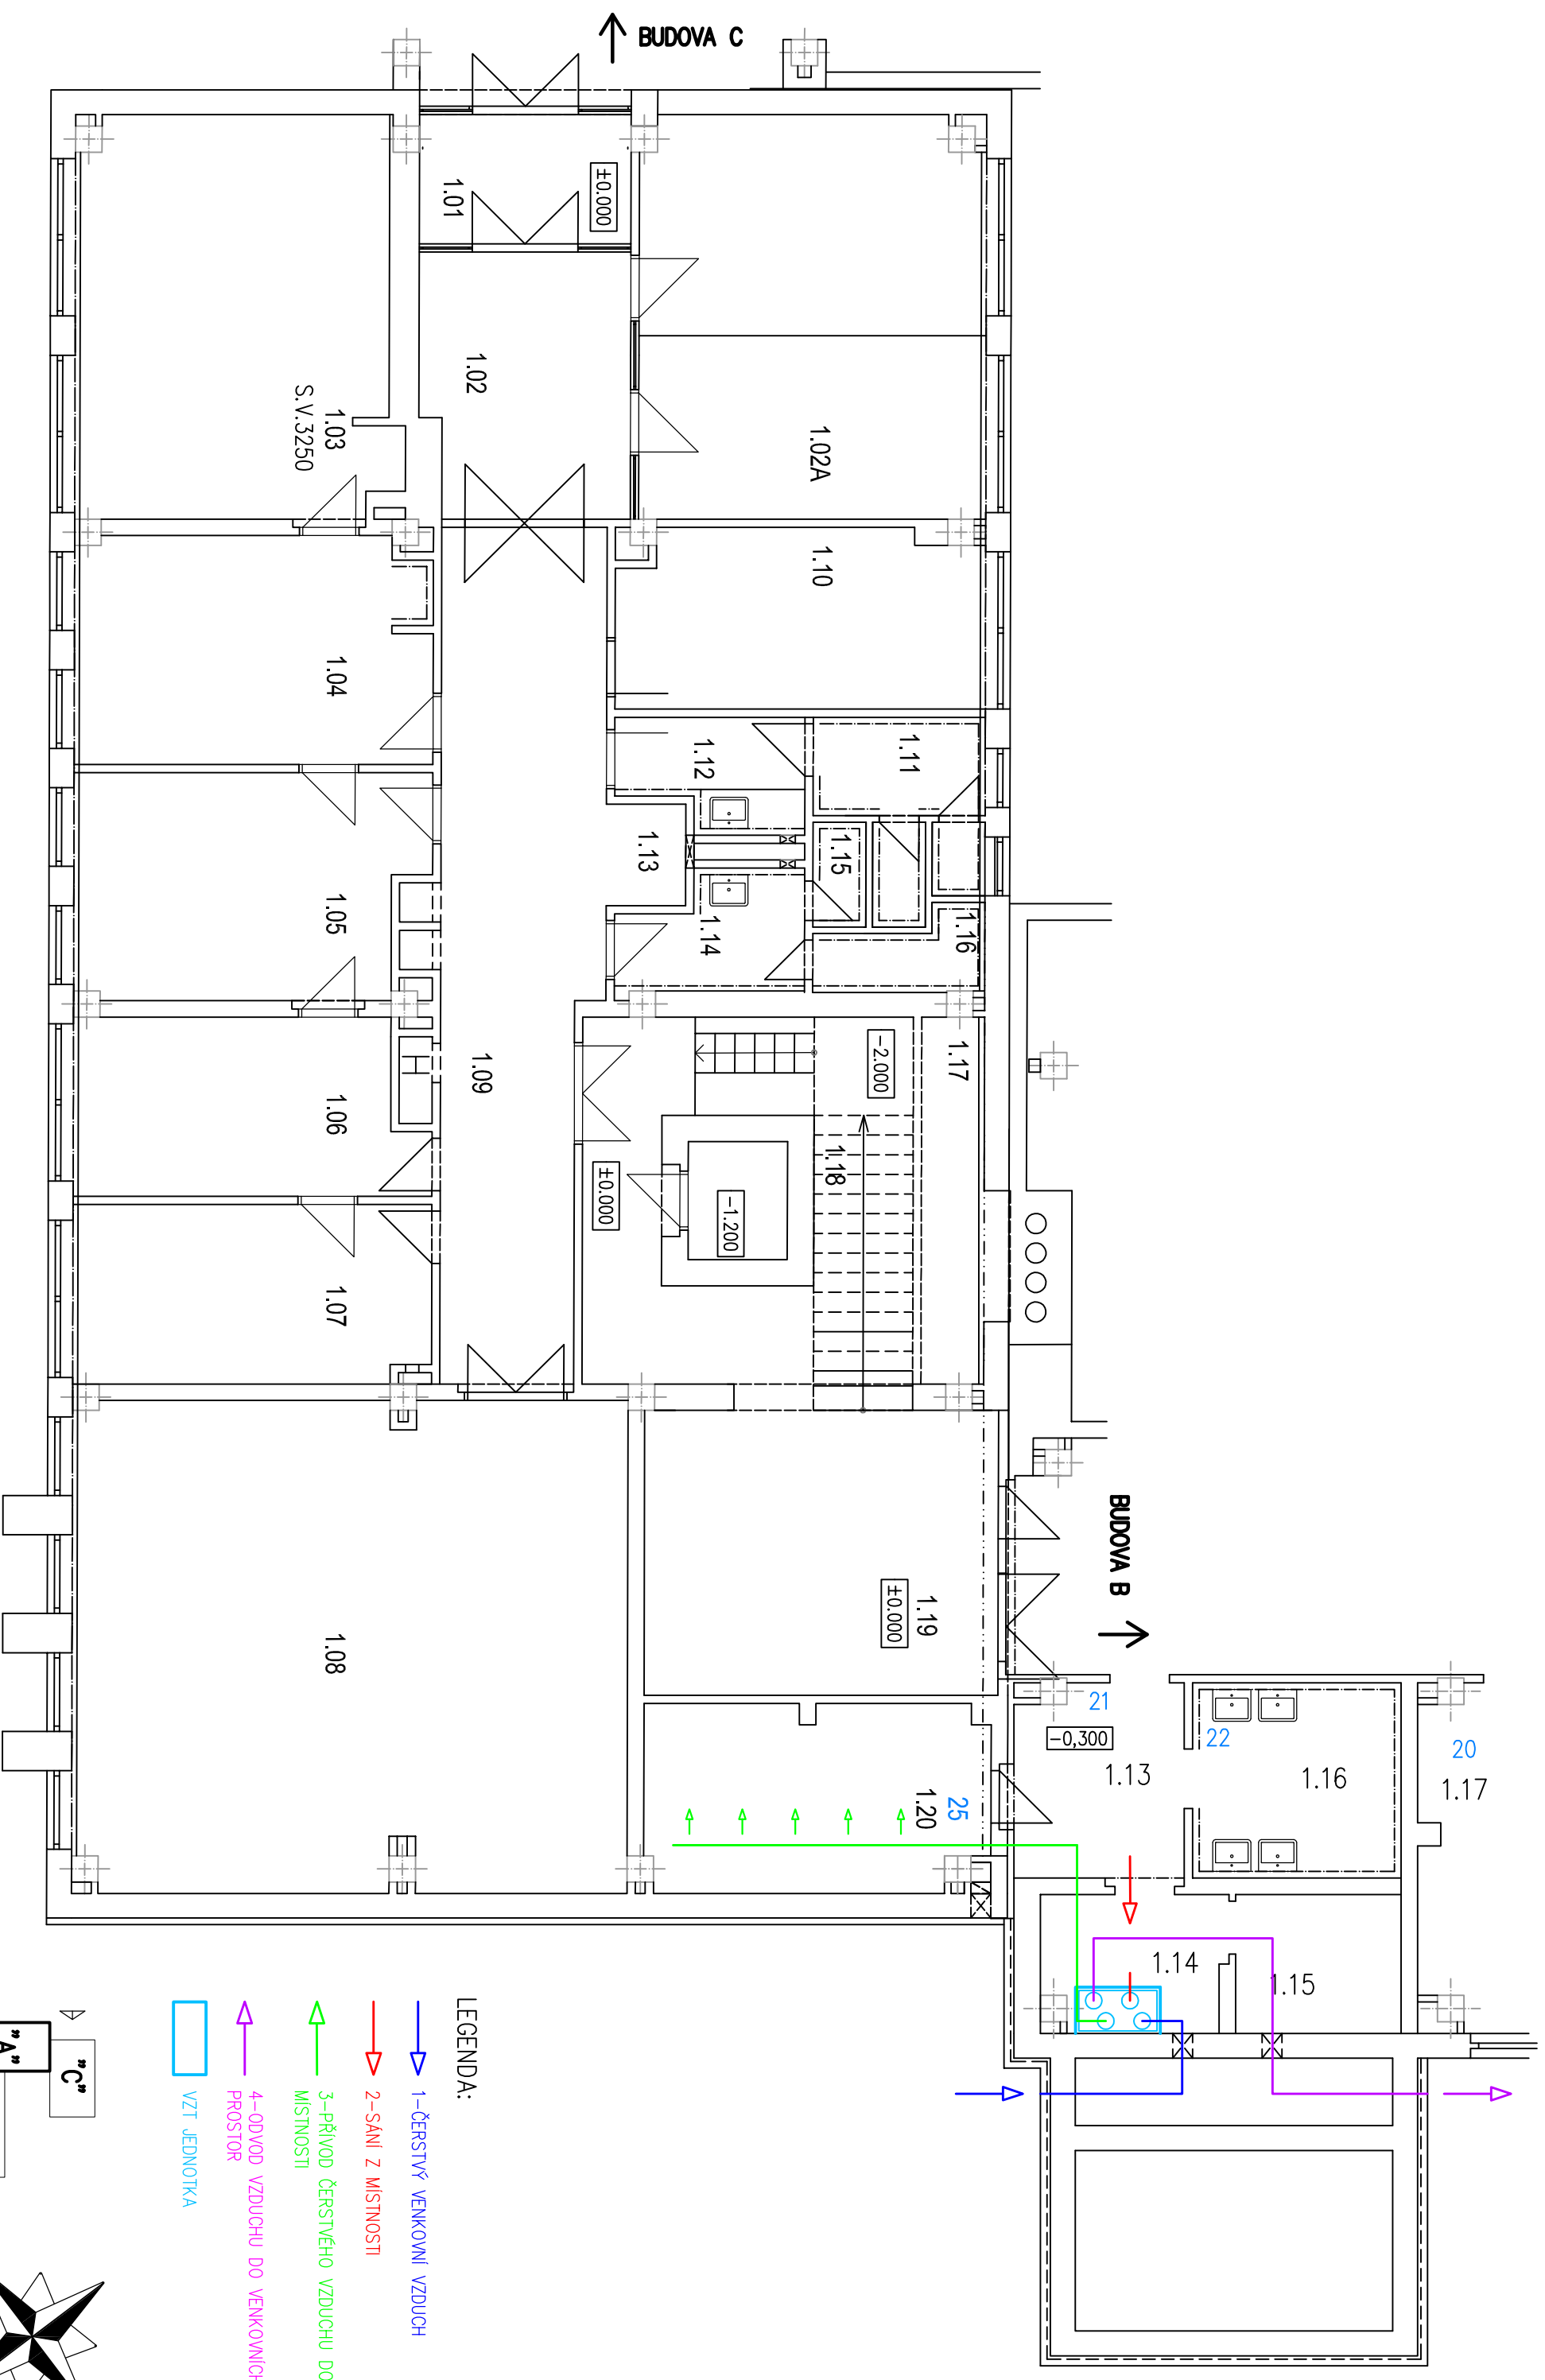 BUDOVA C
±0.000
1.01
1.02
1.03
S.V.3250
1.02A
1.10
1.04
1.12
1.11
1.13
1.15
1.05
1.14
1.16
1.09
-2.000
1.17
1.06
±0.000
1.18
-1.200
1.07
BUDOVA B
1.08
1.19
±0.000
21
-0,300
1.13
22
1.16
20
1.17
25
1.20
1.14
1.15
LEGENDA:
1-ČERSTVÝ VENKOVNÍ VZDUCH
2-SÁNÍ Z MÍSTNOSTI
3-PŘÍVOD ČERSTVÉHO VZDUCHU DO
MÍSTNOSTI
4-ODVOD VZDUCHU DO VENKOVNÍCH
PROSTOR
VZT JEDNOTKA
"C"
"A"